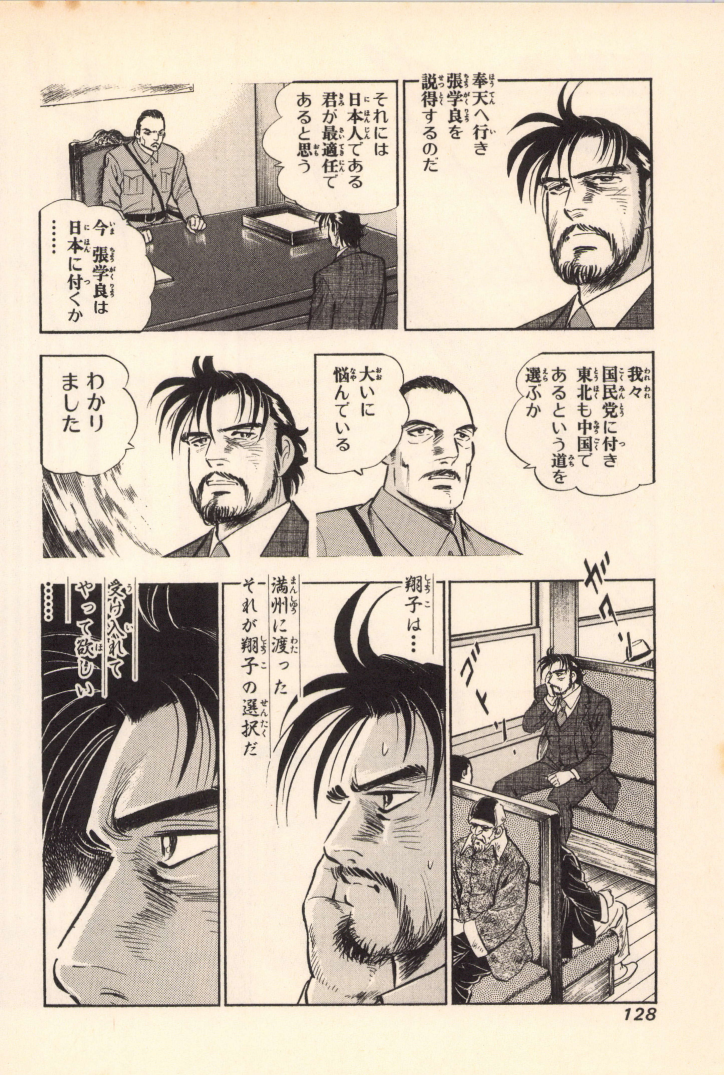 奉天へ行き
張学良を
説得するのだ
それには
日本人である
君が最適任で
あると思う
今 張学良は
日本に付くか
……
我々
国民党に付き
東北も中国で
あるという道を
選ぶか
大いに
悩んでいる
わかり
ました
ガタ
ゴト
翔子は…
満州に渡った
それが翔子の選択だ
受け入れて
やって欲しい
……
128